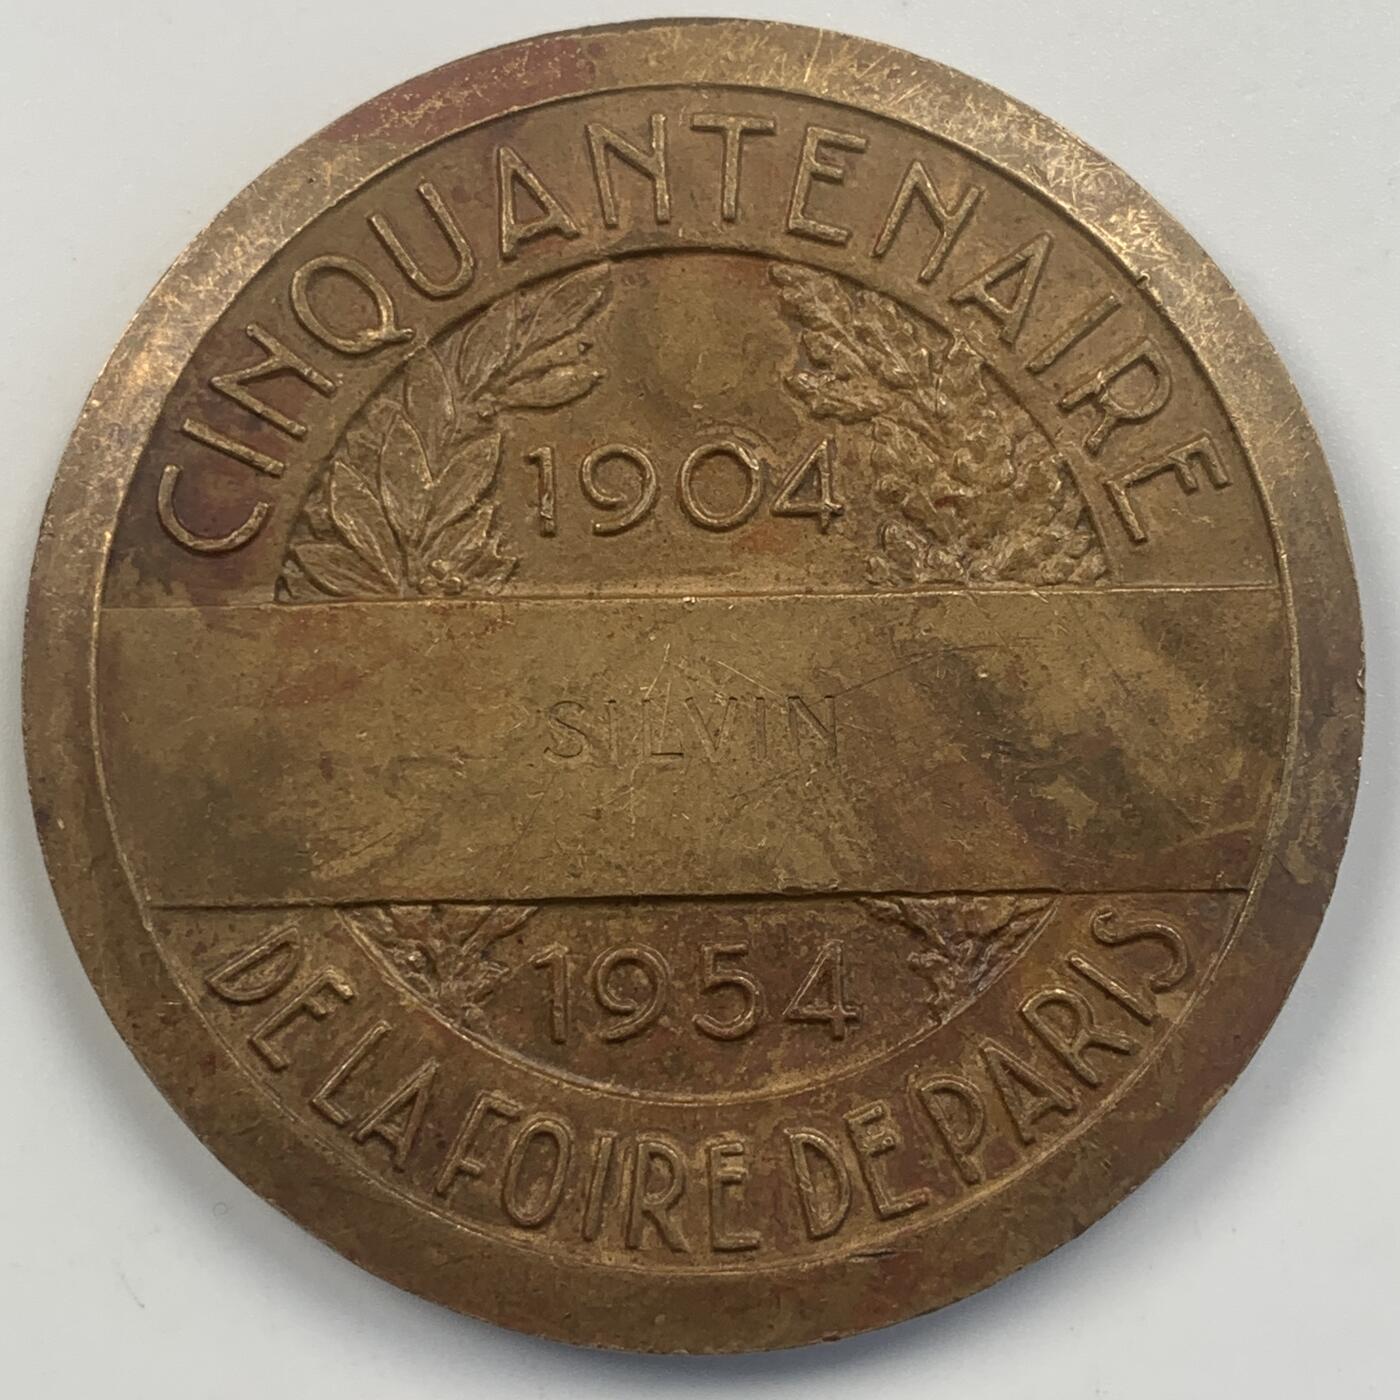 CINQUANTENAIRE
1904
SILVIN
1954
DE LA FOIRE DE PARIS